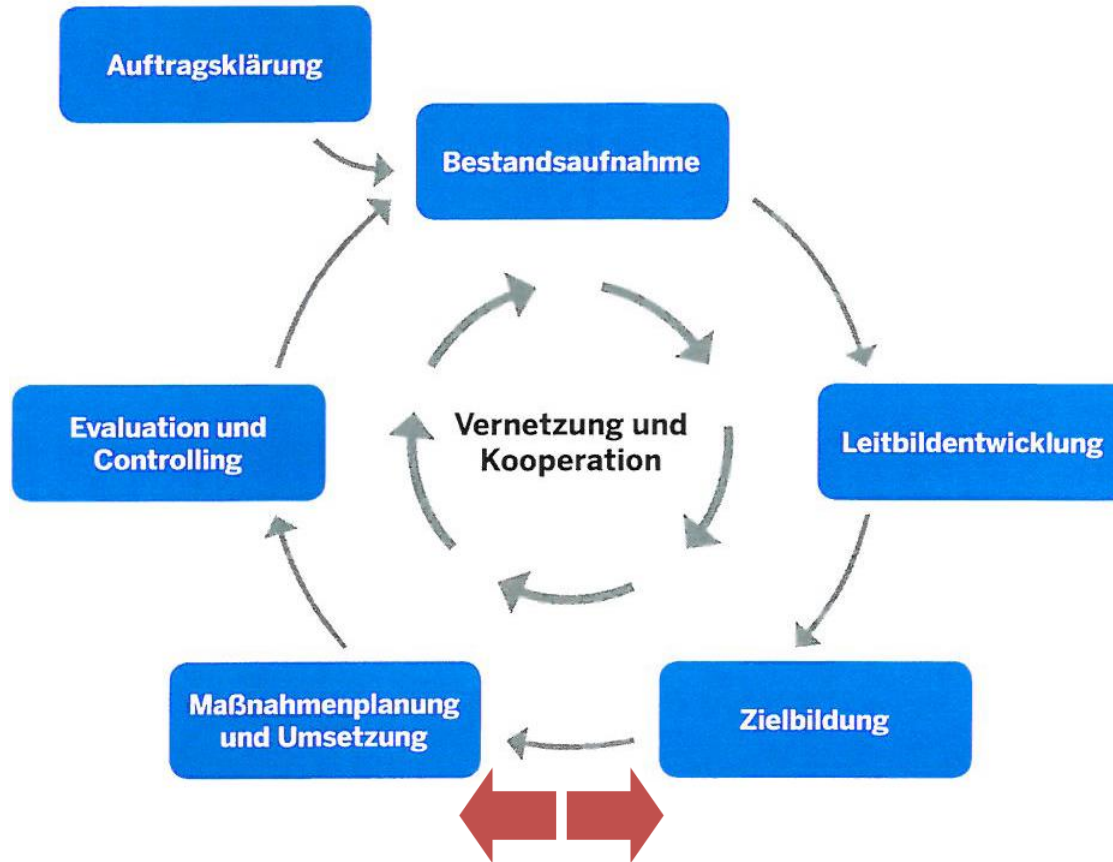 Auftragsklärung
Bestandsaufnahme
Leitbildentwicklung
Zielbildung
Maßnahmenplanung
und Umsetzung
Evaluation und
Controlling
Vernetzung und
Kooperation